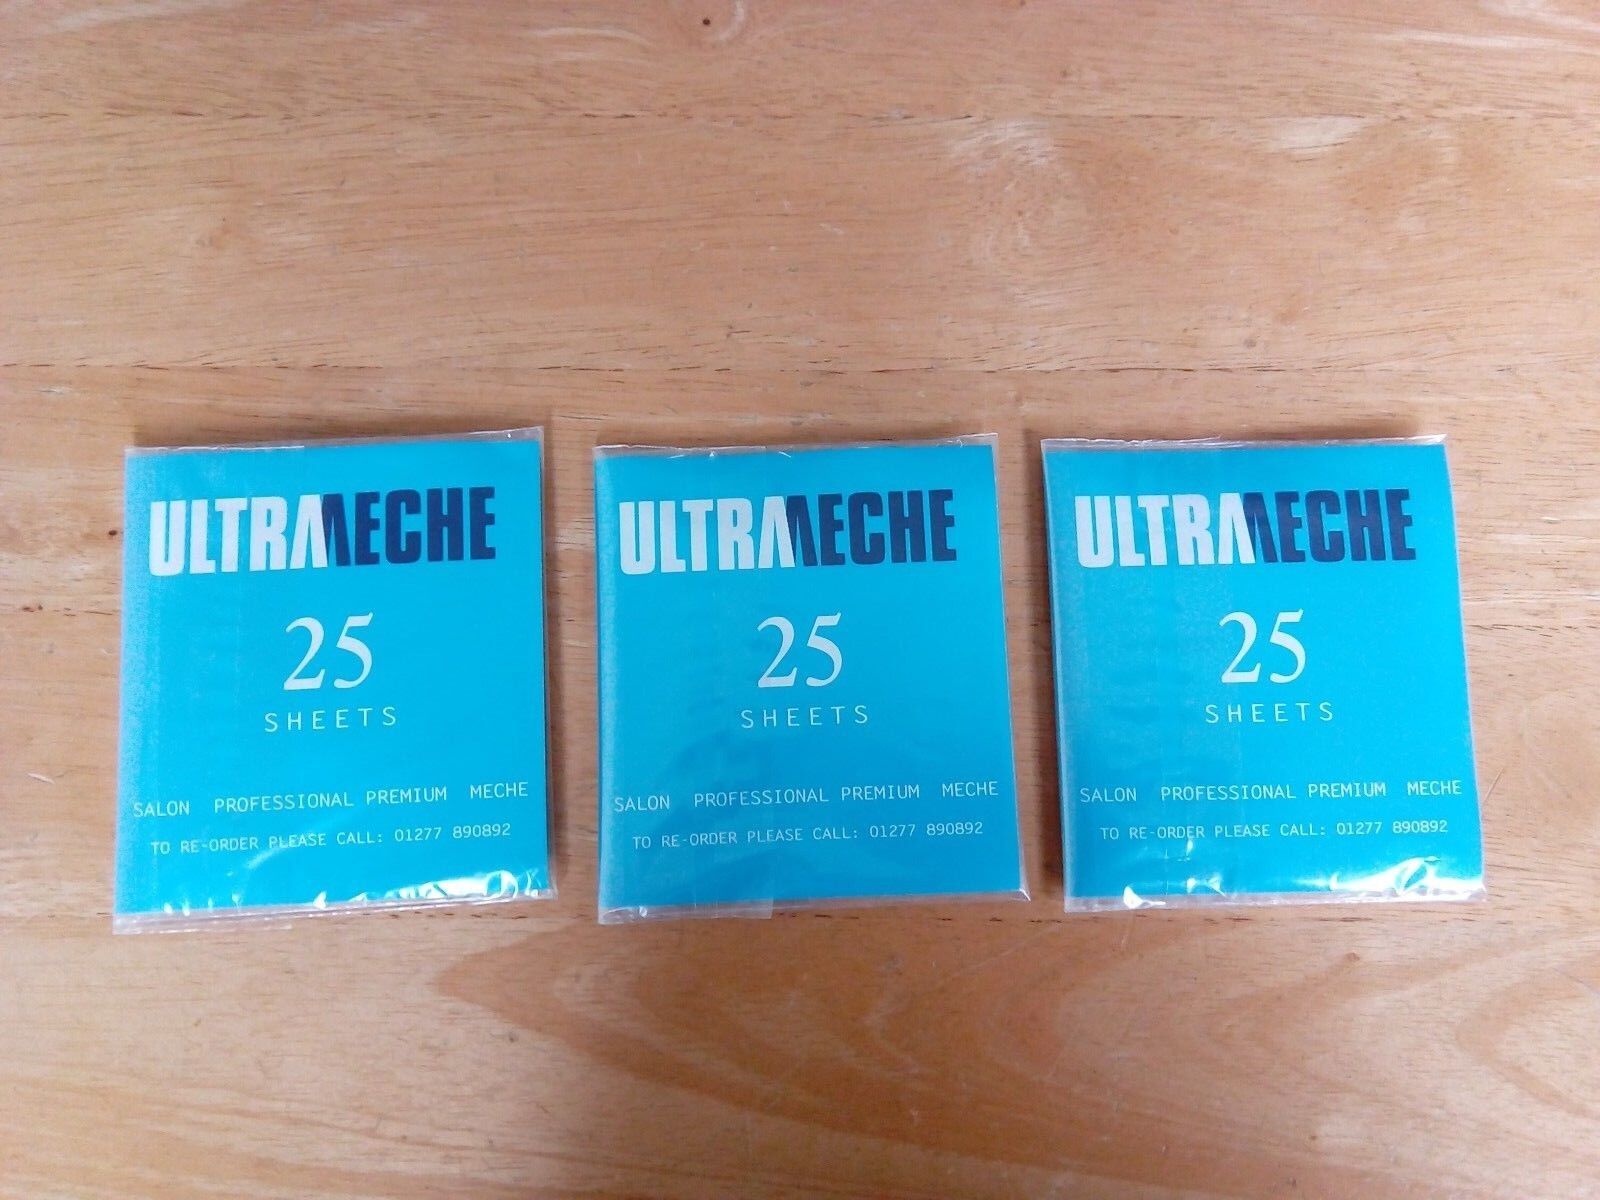 ULTRAMECHE
25
SHEETS
SALON PROFESSIONAL PREMIUM MECHE
TO RE-ORDER PLEASE CALL: 01277 890892
ULTRAMECHE
25
SHEETS
SALON PROFESSIONAL PREMIUM MECHE
TO RE-ORDER PLEASE CALL: 01277 890892
ULTRAMECHE
25
SHEETS
SALON PROFESSIONAL PREMIUM MECHE
TO RE-ORDER PLEASE CALL: 01277 890892